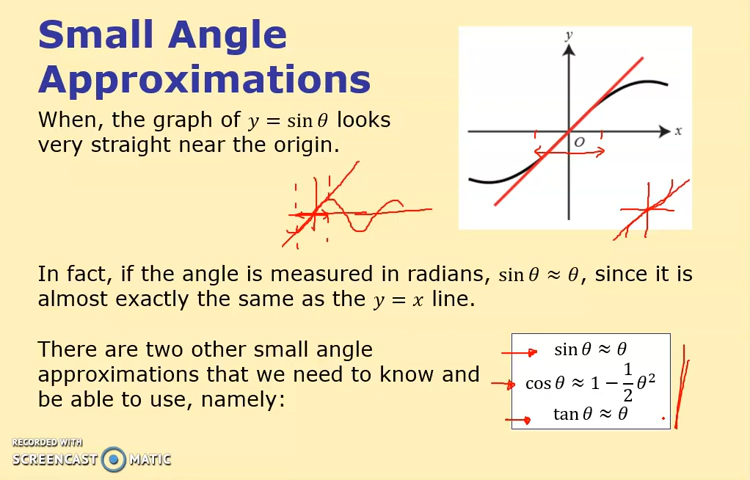 Small Angle
Approximations
When, the graph of y = sin θ looks
very straight near the origin.
y
x
O
In fact, if the angle is measured in radians, sin θ ≈ θ, since it is
almost exactly the same as the y = x line.
There are two other small angle
approximations that we need to know and
be able to use, namely:
sin θ ≈ θ
cos θ ≈ 1 − 1/2 θ²
tan θ ≈ θ
RECORDED WITH
SCREENCAST MATIC